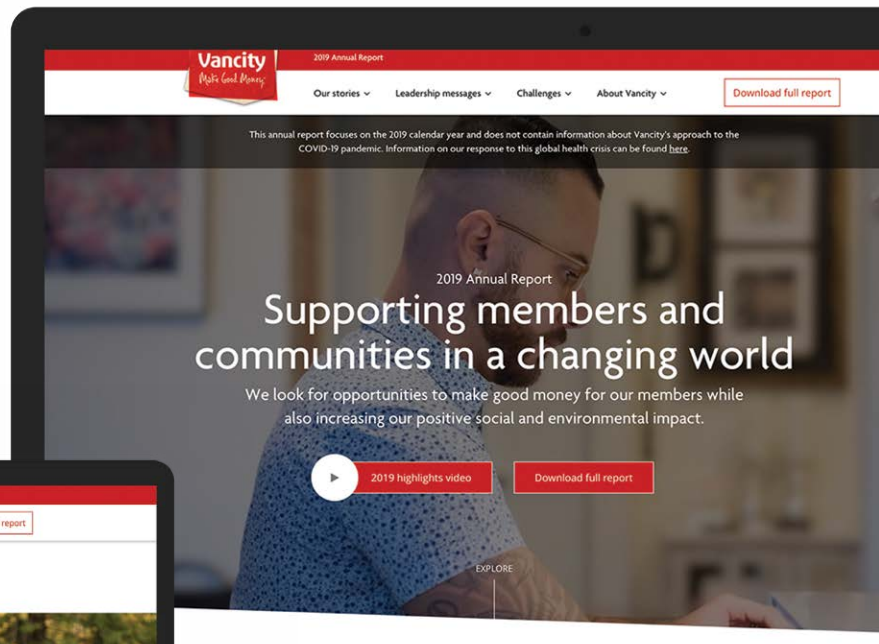 Vancity
Make Good Money
2019 Annual Report
Our stories
Leadership messages
Challenges
About Vancity
Download full report
This annual report focuses on the 2019 calendar year and does not contain information about Vancity's approach to the
COVID-19 pandemic. Information on our response to this global health crisis can be found here.
2019 Annual Report
Supporting members and
communities in a changing world
We look for opportunities to make good money for our members while
also increasing our positive social and environmental impact.
2019 highlights video
Download full report
EXPLORE
report